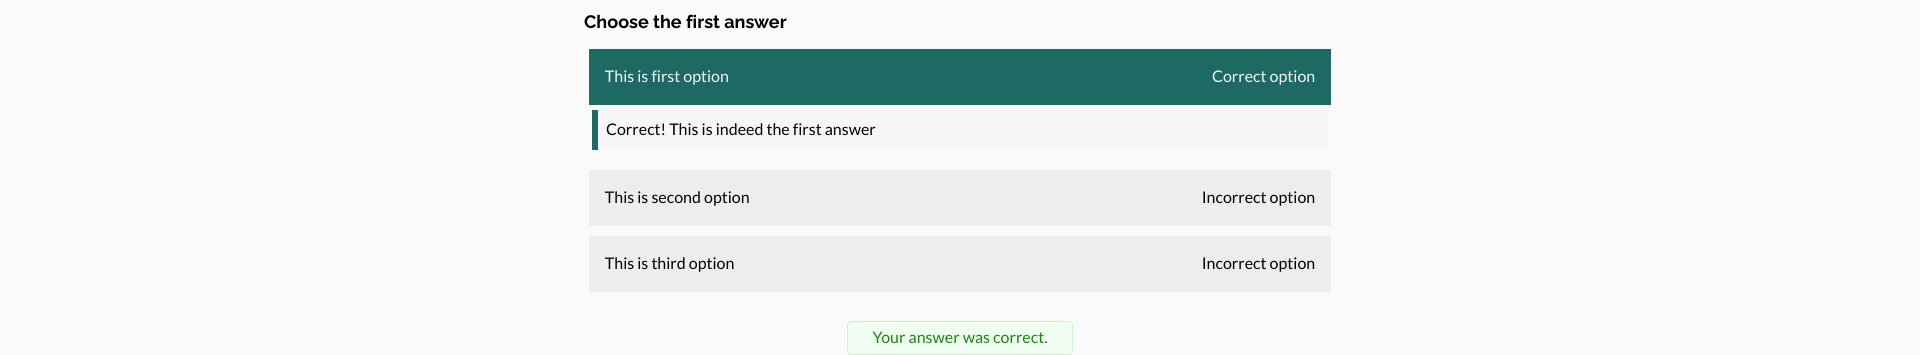 Choose the first answer
This is first option Correct option
Correct! This is indeed the first answer
This is second option Incorrect option
This is third option Incorrect option
Your answer was correct.